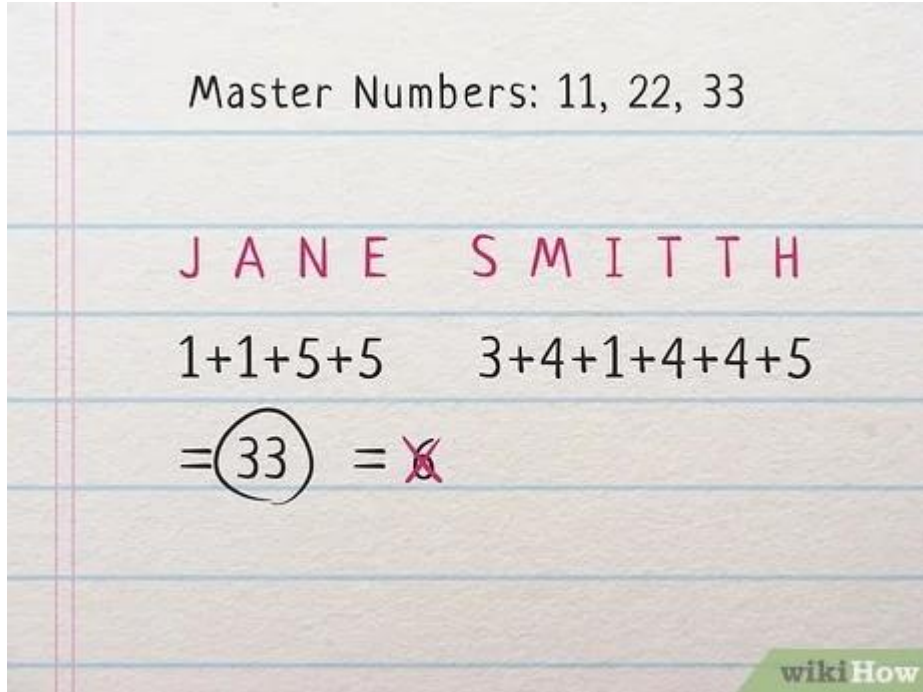 Master Numbers: 11, 22, 33
JANE SMITTH
1+1+5+5 3+4+1+4+4+5
=33 = 6
wikiHow